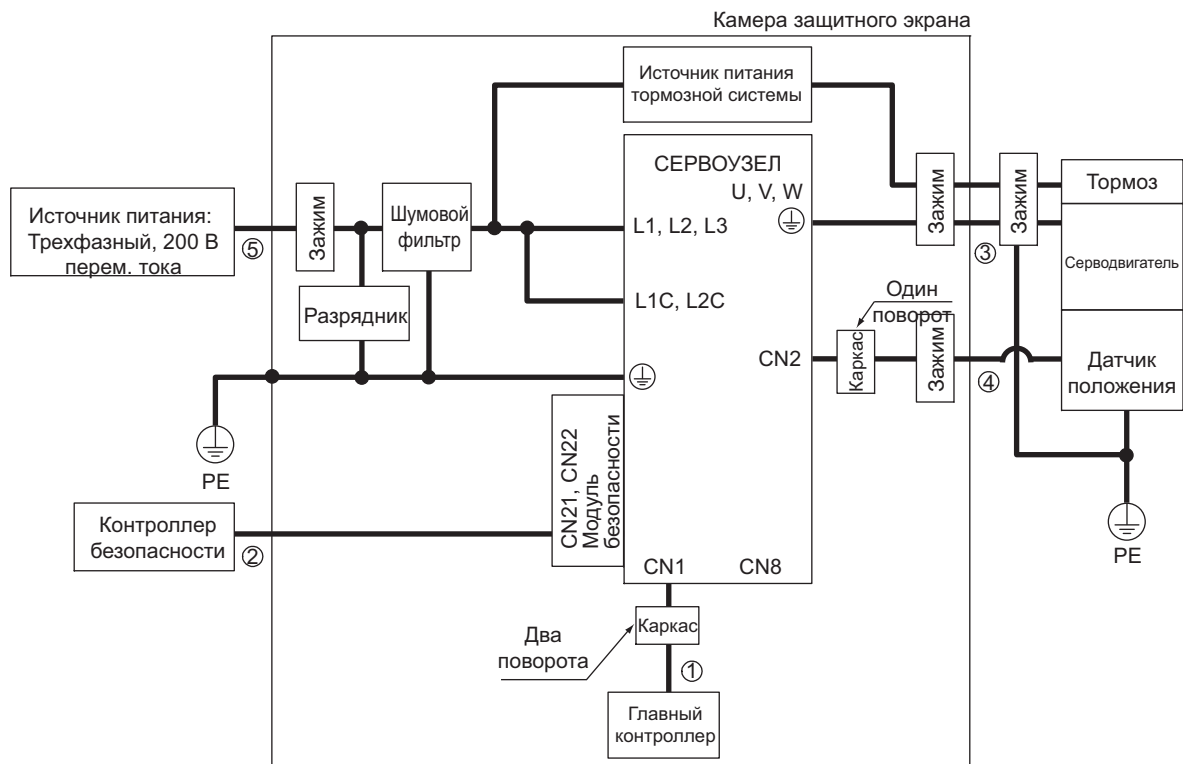 Камера защитного экрана
Источник питания
тормозной системы
СЕРВОУЗЕЛ
U, V, W
Источник питания:
Трехфазный, 200 В
перем. тока
⑤
Зажим
Шумовой
фильтр
L1, L2, L3
Зажим
Зажим
Тормоз
③
Серводвигатель
Разрядник
L1C, L2C
Один
поворот
CN2
Каркас
Зажим
④
Датчик
положения
PE
CN21, CN22
Модуль
безопасности
Контроллер
безопасности
②
PE
CN1
CN8
Каркас
Два
поворота
①
Главный
контроллер